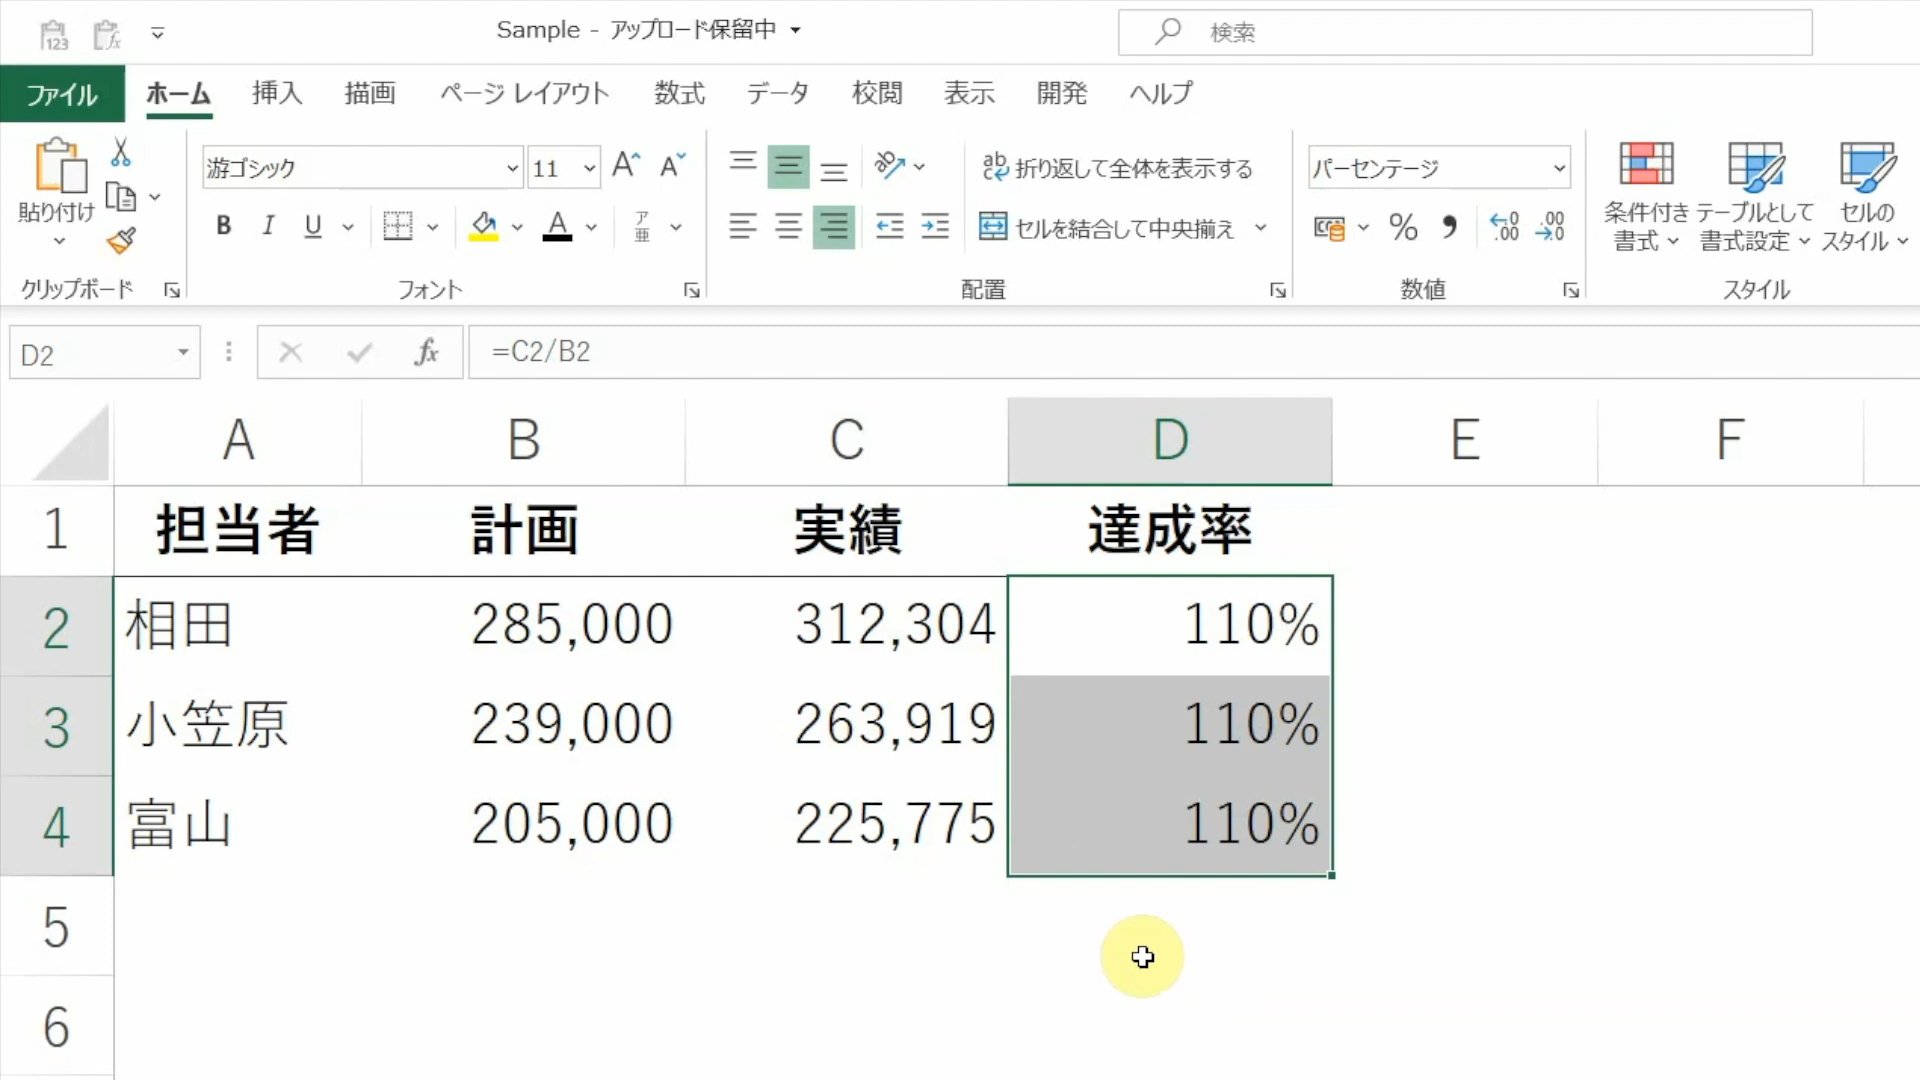 Sample - アップロード保留中
検索
ファイル ホーム 挿入 描画 ページ レイアウト 数式 データ 校閲 表示 開発 ヘルプ
貼り付け
游ゴシック 11
B I U
ア
亜
折り返して全体を表示する
セルを結合して中央揃え
パーセンテージ
% 
条件付き
書式
テーブルとして
書式設定
セルの
スタイル
クリップボード フォント 配置 数値 スタイル
D2 fx =C2/B2
A B C D E F
1 担当者 計画 実績 達成率
2 相田 285,000 312,304 110%
3 小笠原 239,000 263,919 110%
4 富山 205,000 225,775 110%
5
6